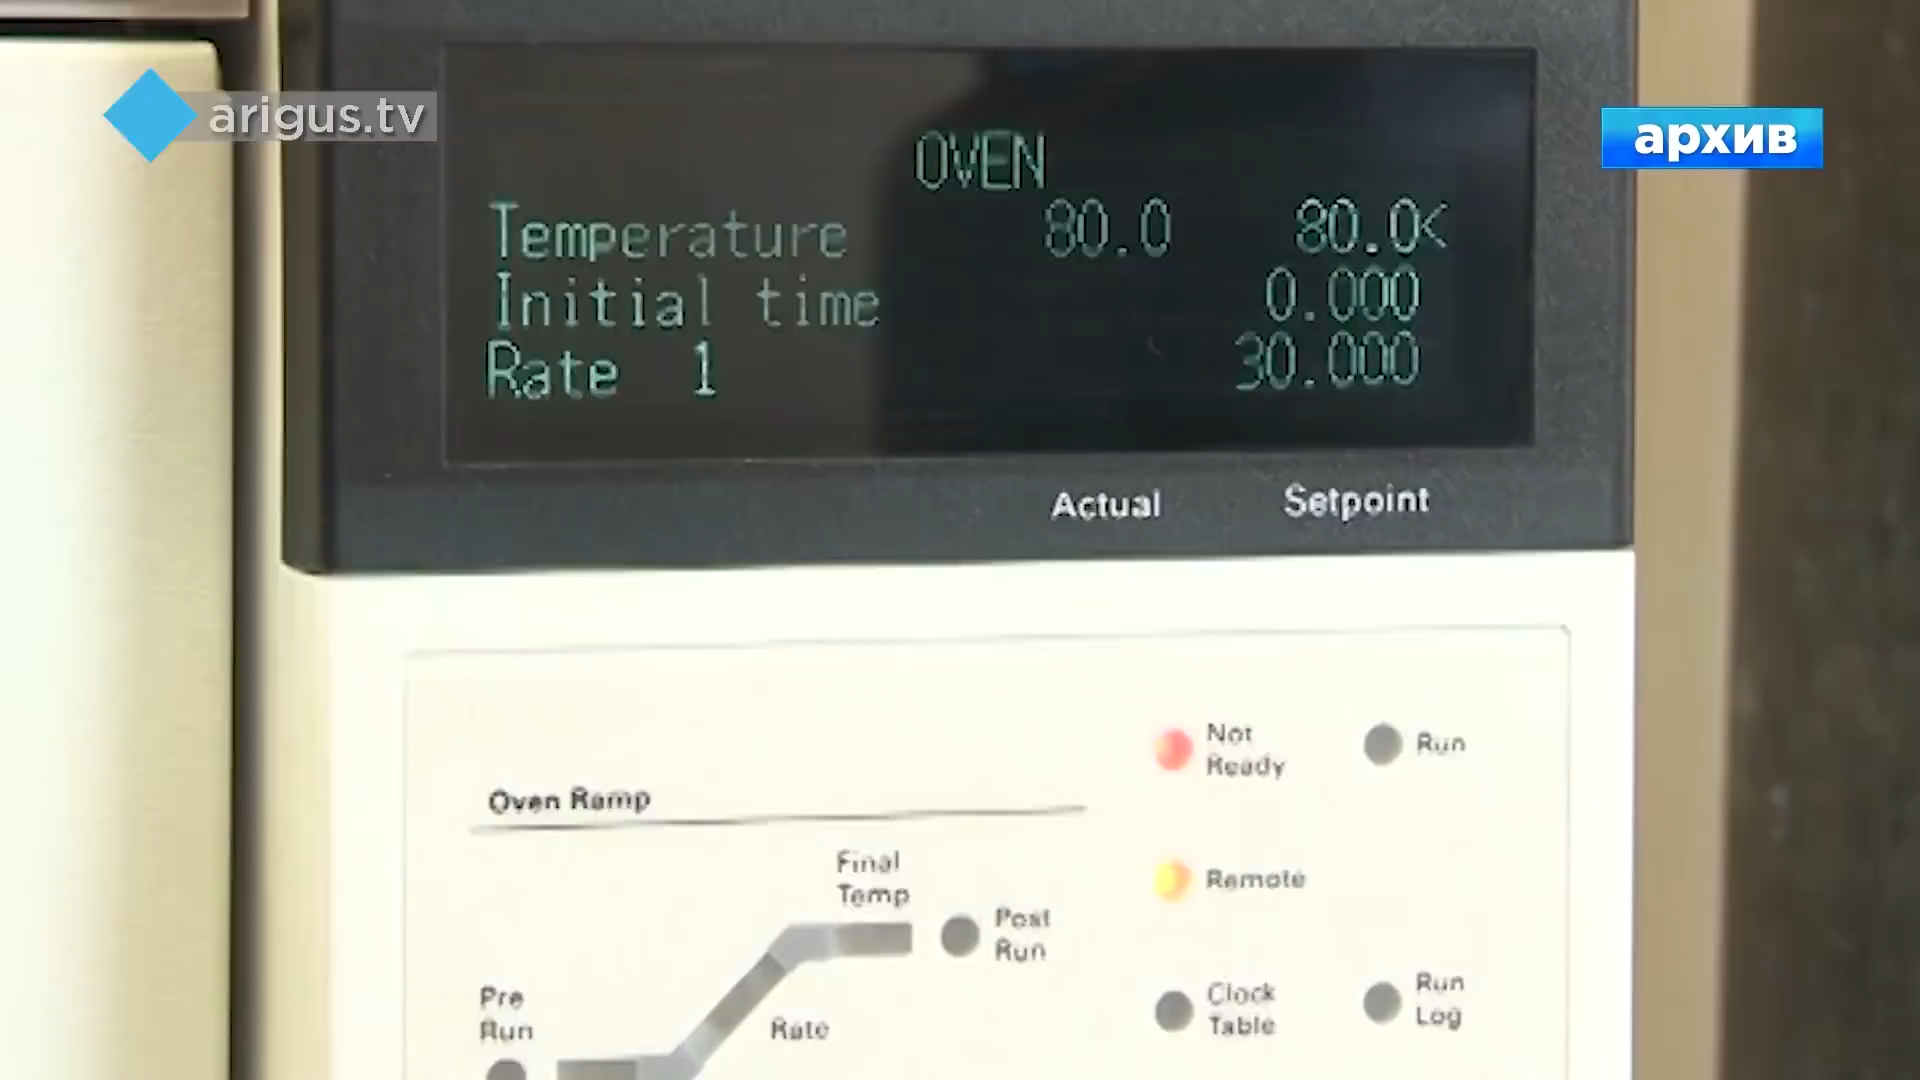 arigus.tv
архив
OVEN
Temperature 80.0 80.0<
Initial time 0.000
Rate 1 30.000
Actual Setpoint
Not Ready
Run
Oven Ramp
Final Temp
Remote
Post Run
Pre Run
Rate
Clock Table
Run Log